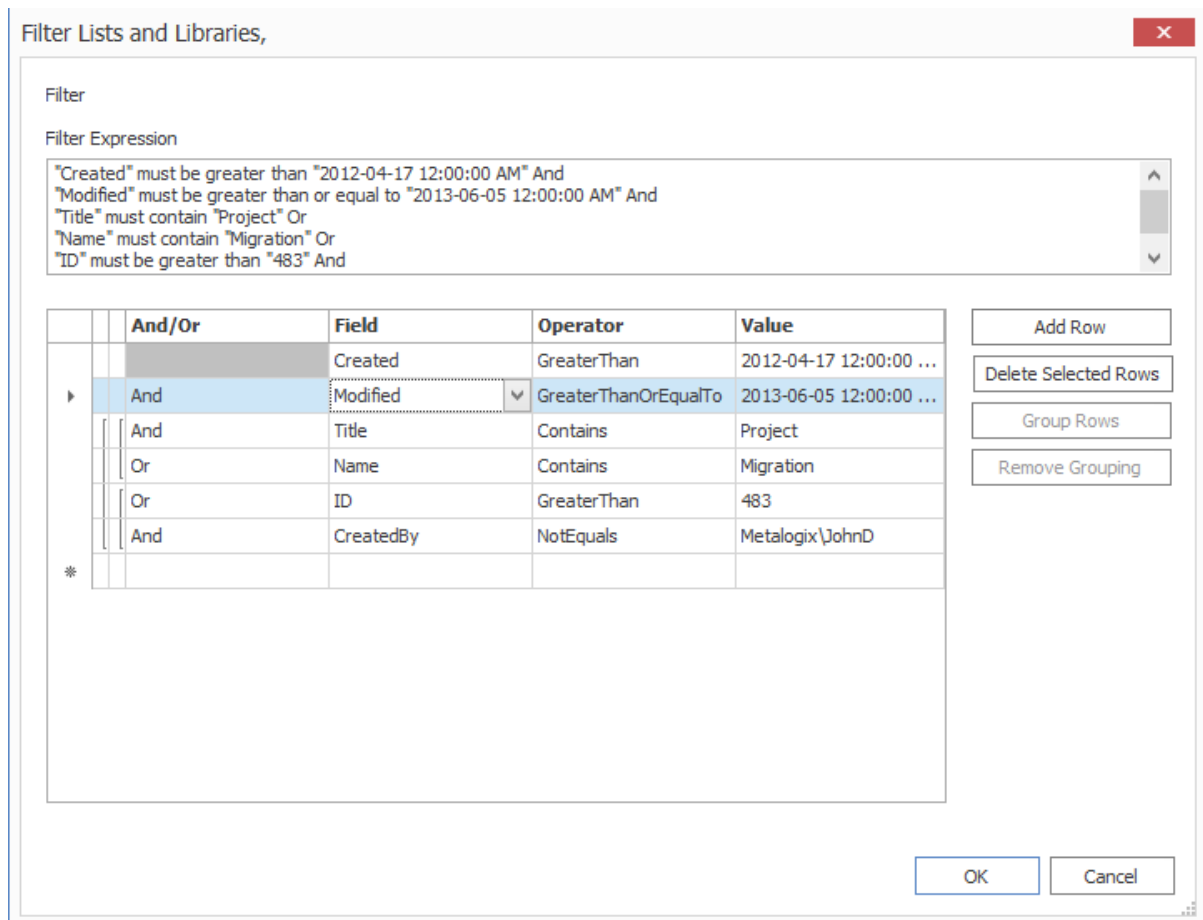 Filter Lists and Libraries,
Filter
Filter Expression
"Created" must be greater than "2012-04-17 12:00:00 AM" And
"Modified" must be greater than or equal to "2013-06-05 12:00:00 AM" And
"Title" must contain "Project" Or
"Name" must contain "Migration" Or
"ID" must be greater than "483" And
And/Or Field Operator Value
Created GreaterThan 2012-04-17 12:00:00 ...
And Modified GreaterThanOrEqualTo 2013-06-05 12:00:00 ...
And Title Contains Project
Or Name Contains Migration
Or ID GreaterThan 483
And CreatedBy NotEquals Metalogix\JohnD
Add Row
Delete Selected Rows
Group Rows
Remove Grouping
OK Cancel